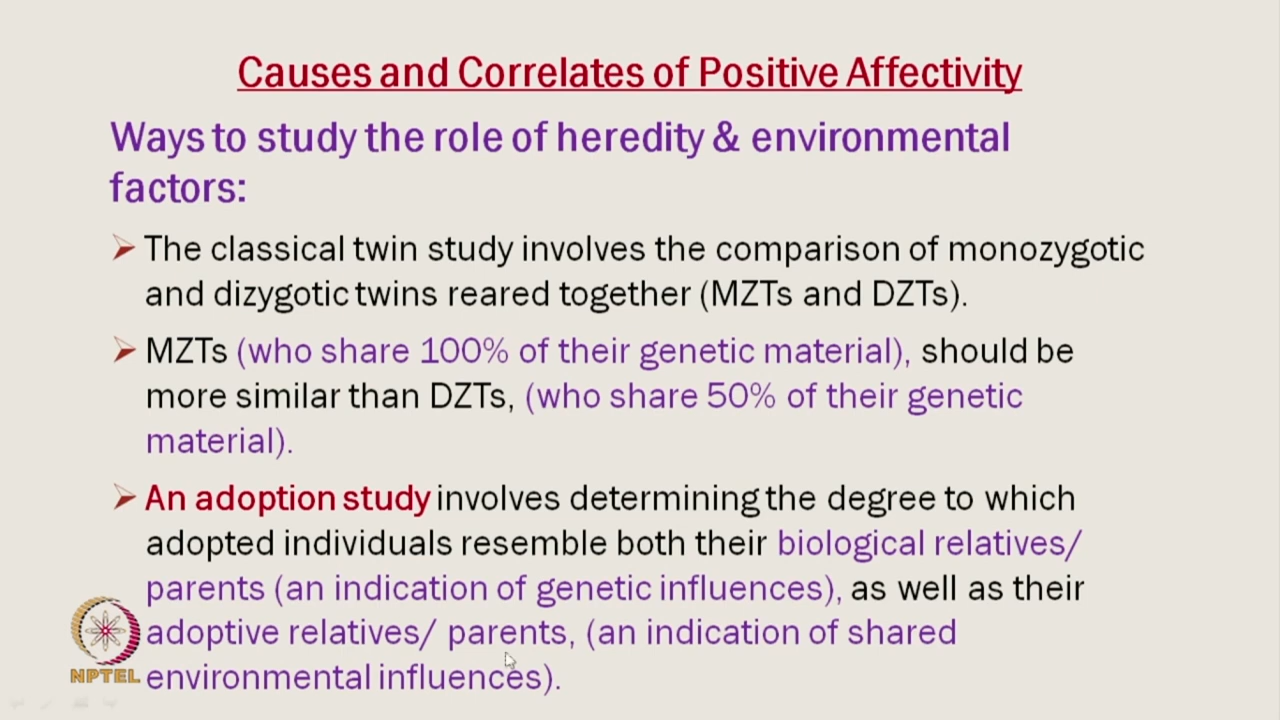 Causes and Correlates of Positive Affectivity
Ways to study the role of heredity & environmental
factors:
The classical twin study involves the comparison of monozygotic
and dizygotic twins reared together (MZTs and DZTs).
MZTs (who share 100% of their genetic material), should be
more similar than DZTs, (who share 50% of their genetic
material).
An adoption study involves determining the degree to which
adopted individuals resemble both their biological relatives/
parents (an indication of genetic influences), as well as their
adoptive relatives/ parents, (an indication of shared
environmental influences).
NPTEL